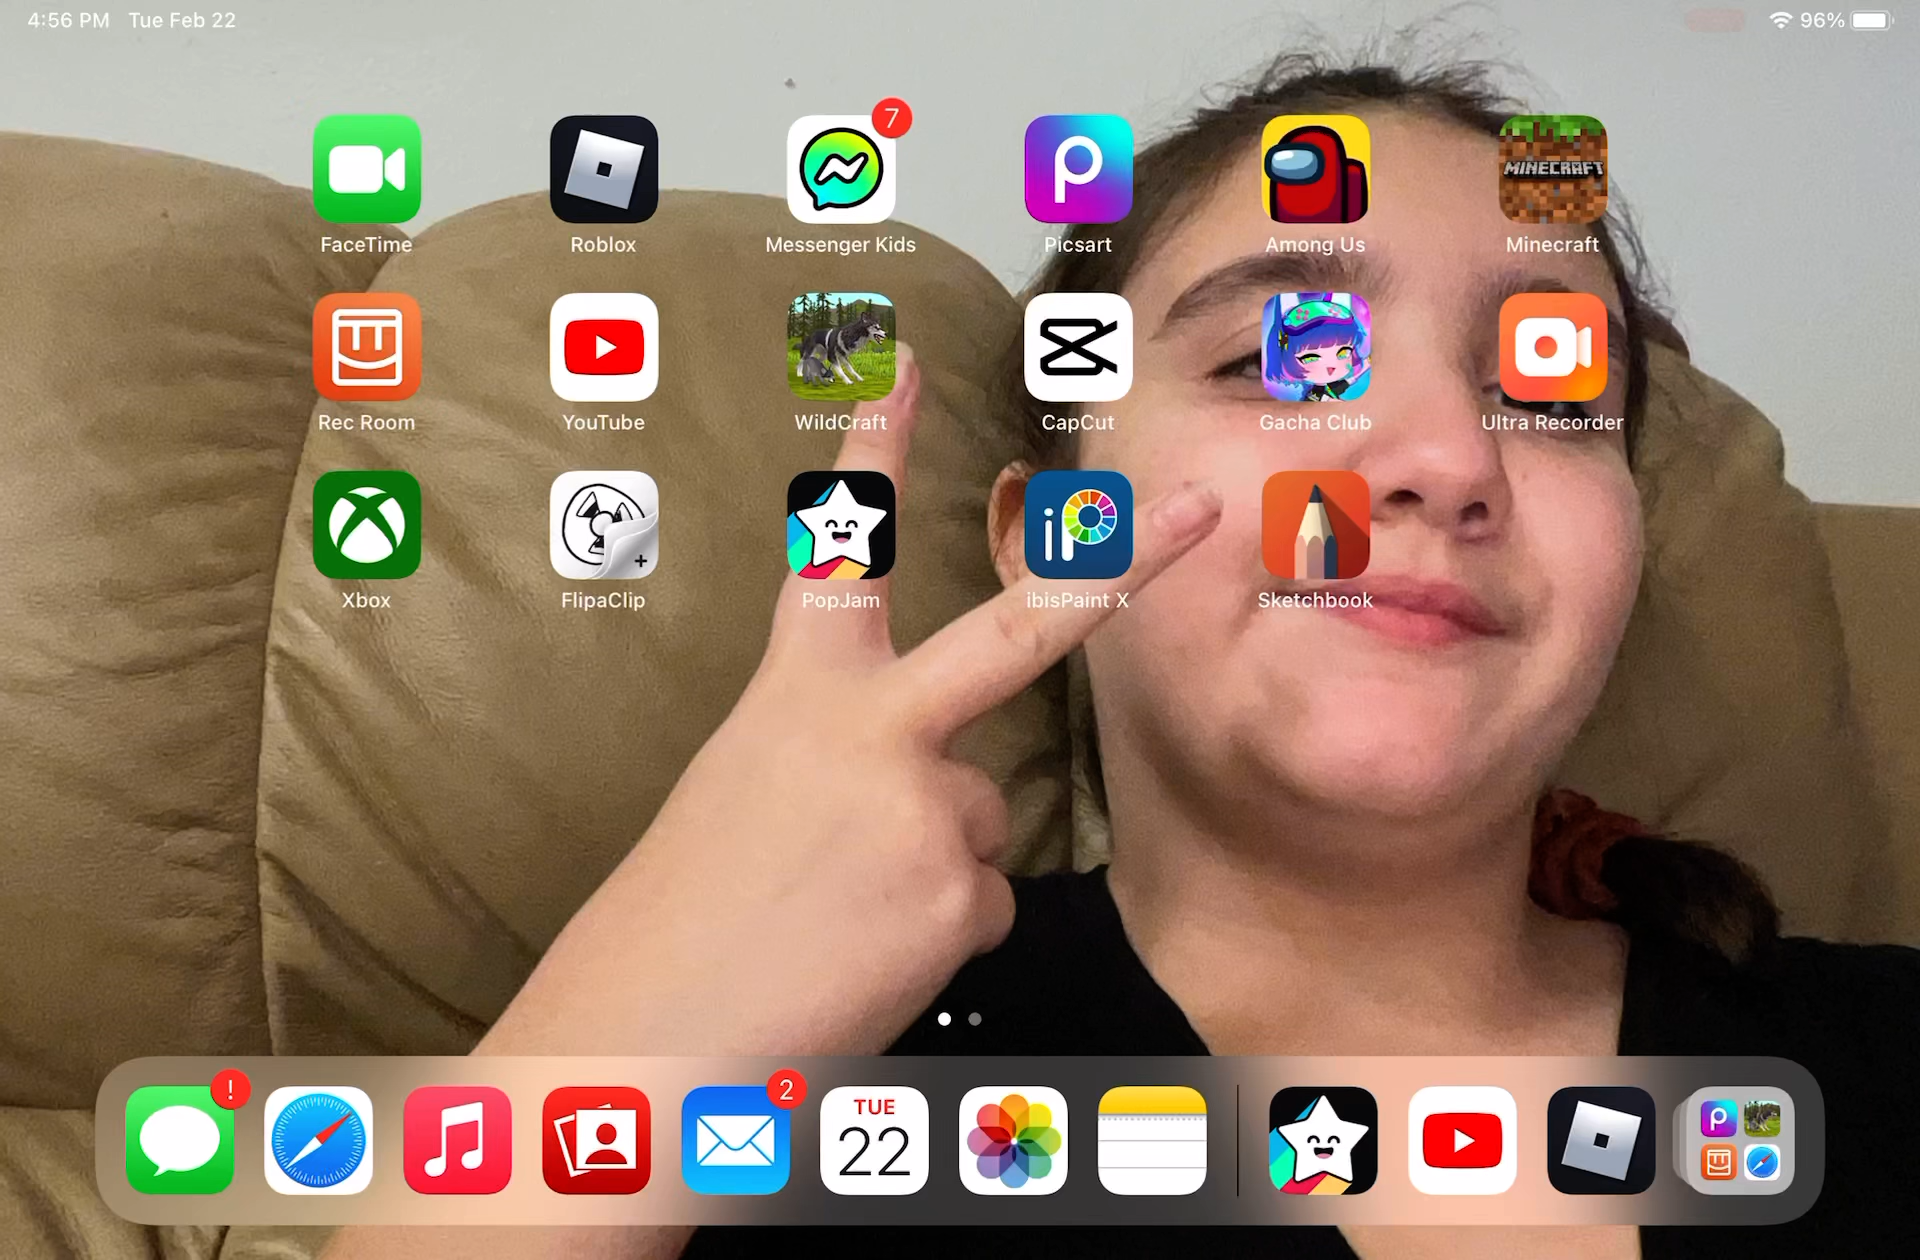 4:56 PM Tue Feb 22
96%
7
MINECRAFT
FaceTime
Roblox
Messenger Kids
Picsart
Among Us
Minecraft
Rec Room
YouTube
WildCraft
CapCut
Gacha Club
Ultra Recorder
iP
Xbox
FlipaClip
PopJam
ibisPaint X
Sketchbook
!
2
TUE
22